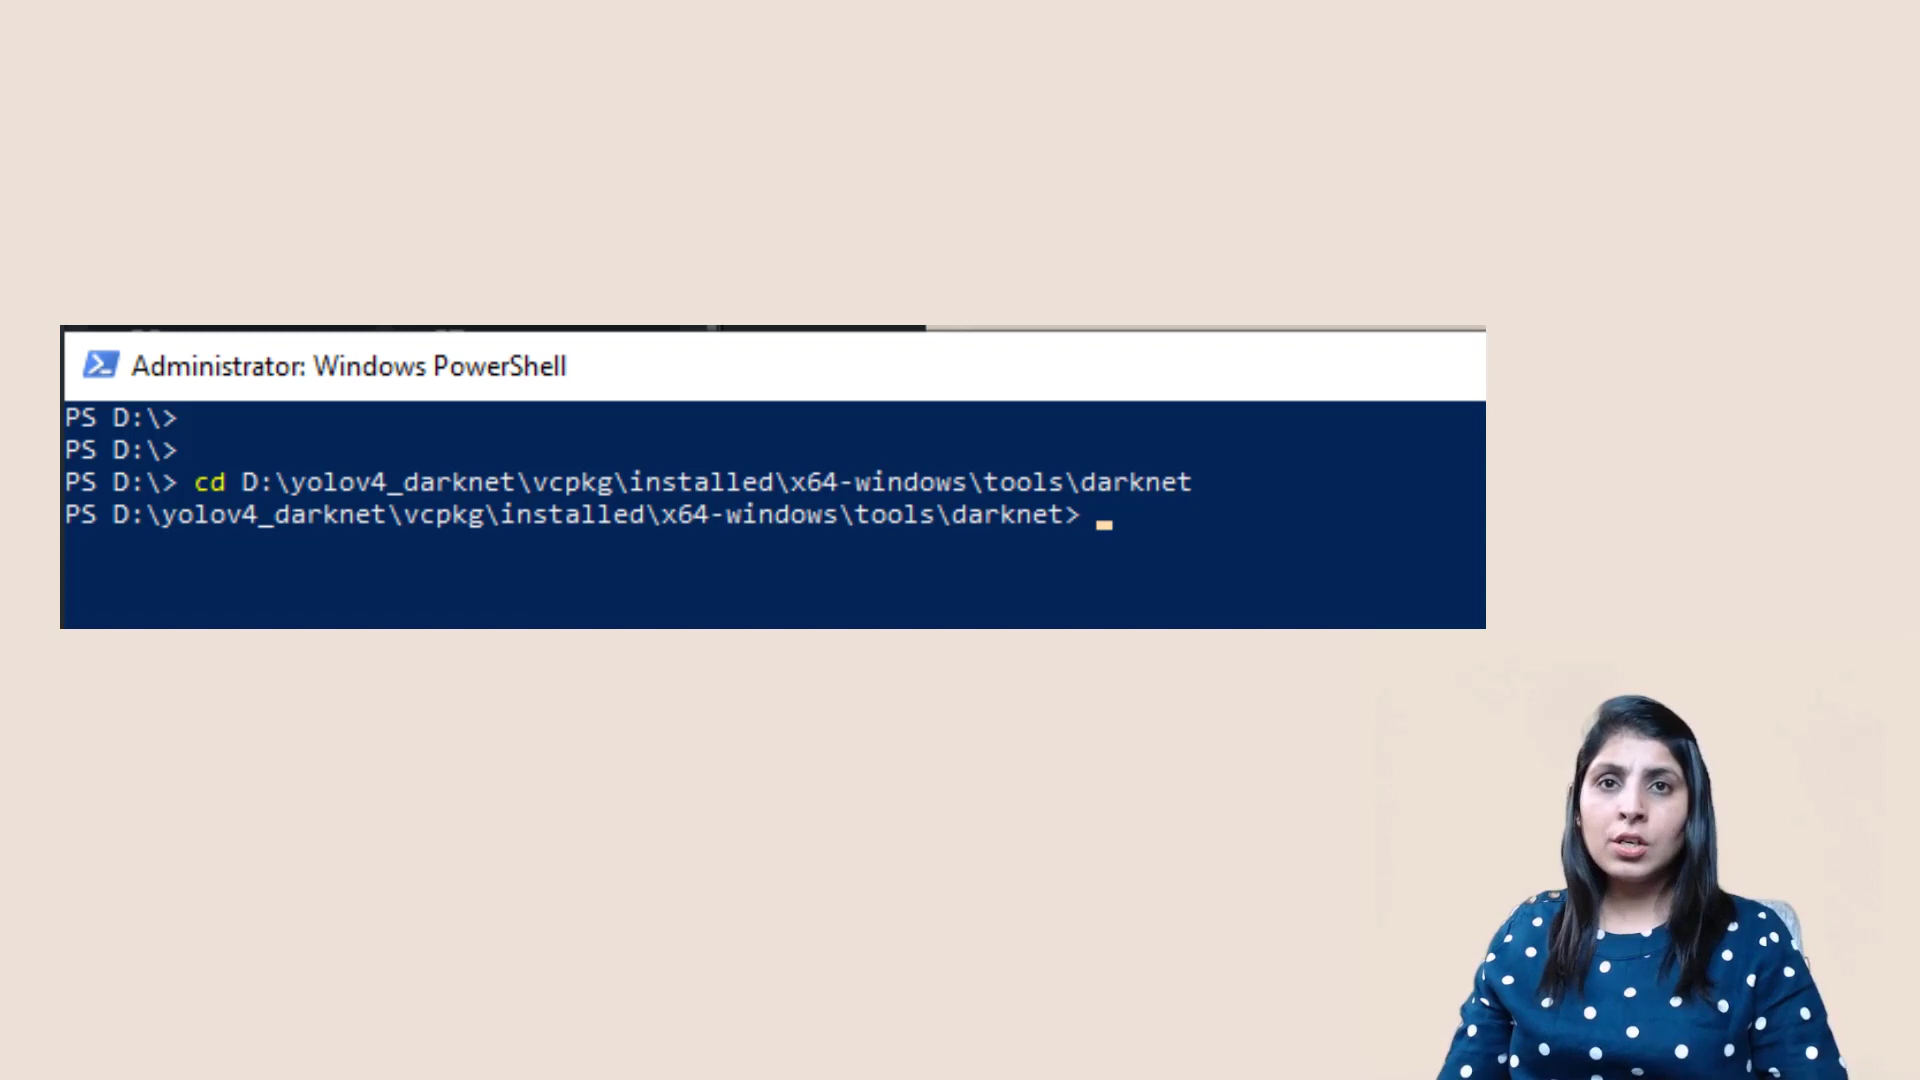 Administrator: Windows PowerShell
PS D:\>
PS D:\>
PS D:\> cd D:\yolov4_darknet\vcpkg\installed\x64-windows\tools\darknet
PS D:\yolov4_darknet\vcpkg\installed\x64-windows\tools\darknet>